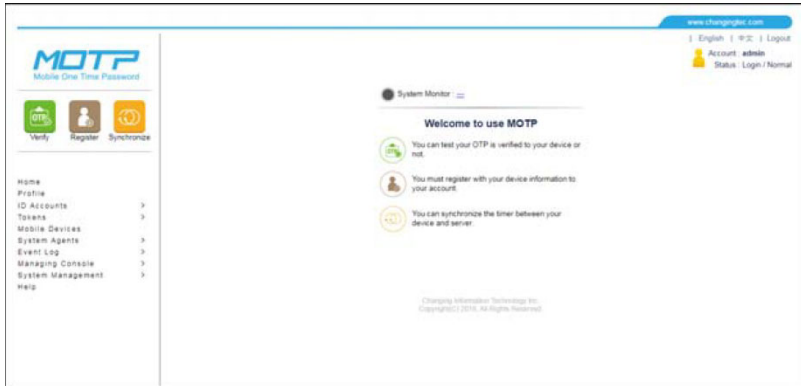 www.changingtec.com
| English | 中文 | Logout
Account : admin
Status : Login / Normal
MOTP
Mobile One Time Password
OTP
Verify
Register
Synchronize
Home
Profile
ID Accounts >
Tokens >
Mobile Devices
System Agents >
Event Log >
Managing Console >
System Management >
Help
System Monitor : ---
Welcome to use MOTP
You can test your OTP is verified to your device or
not.
You must register with your device information to
your account.
You can synchronize the timer between your
device and server.
Changing Information Technology Inc.
Copyright(C) 2016, All Rights Reserved.